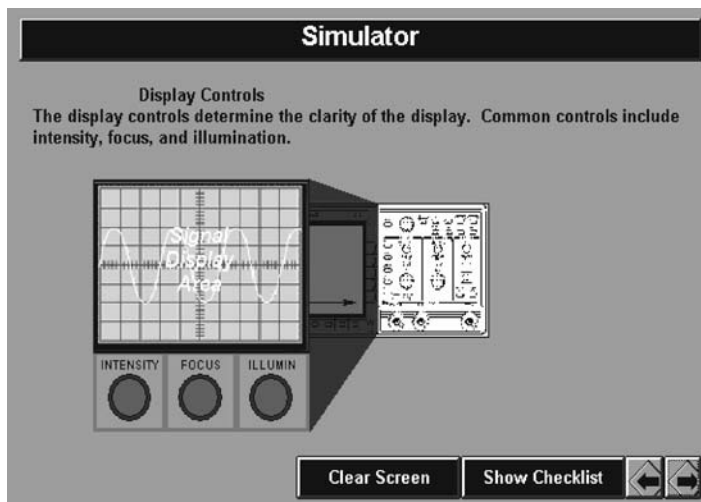 Simulator
Display Controls
The display controls determine the clarity of the display. Common controls include
intensity, focus, and illumination.
Signal
Display
Area
INTENSITY FOCUS ILLUMIN
Clear Screen Show Checklist